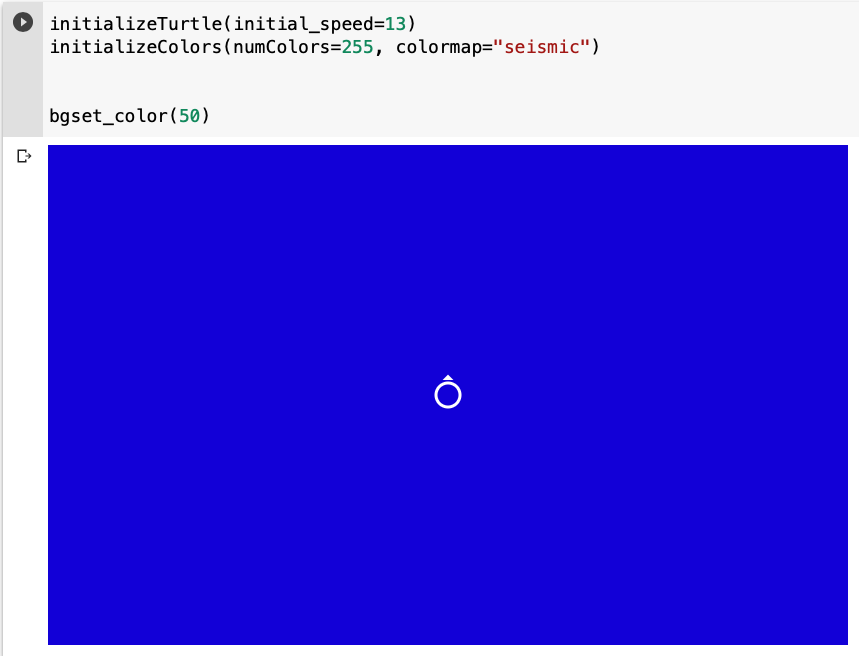 initializeTurtle(initial_speed=13)
initializeColors(numColors=255, colormap="seismic")
bgset_color(50)